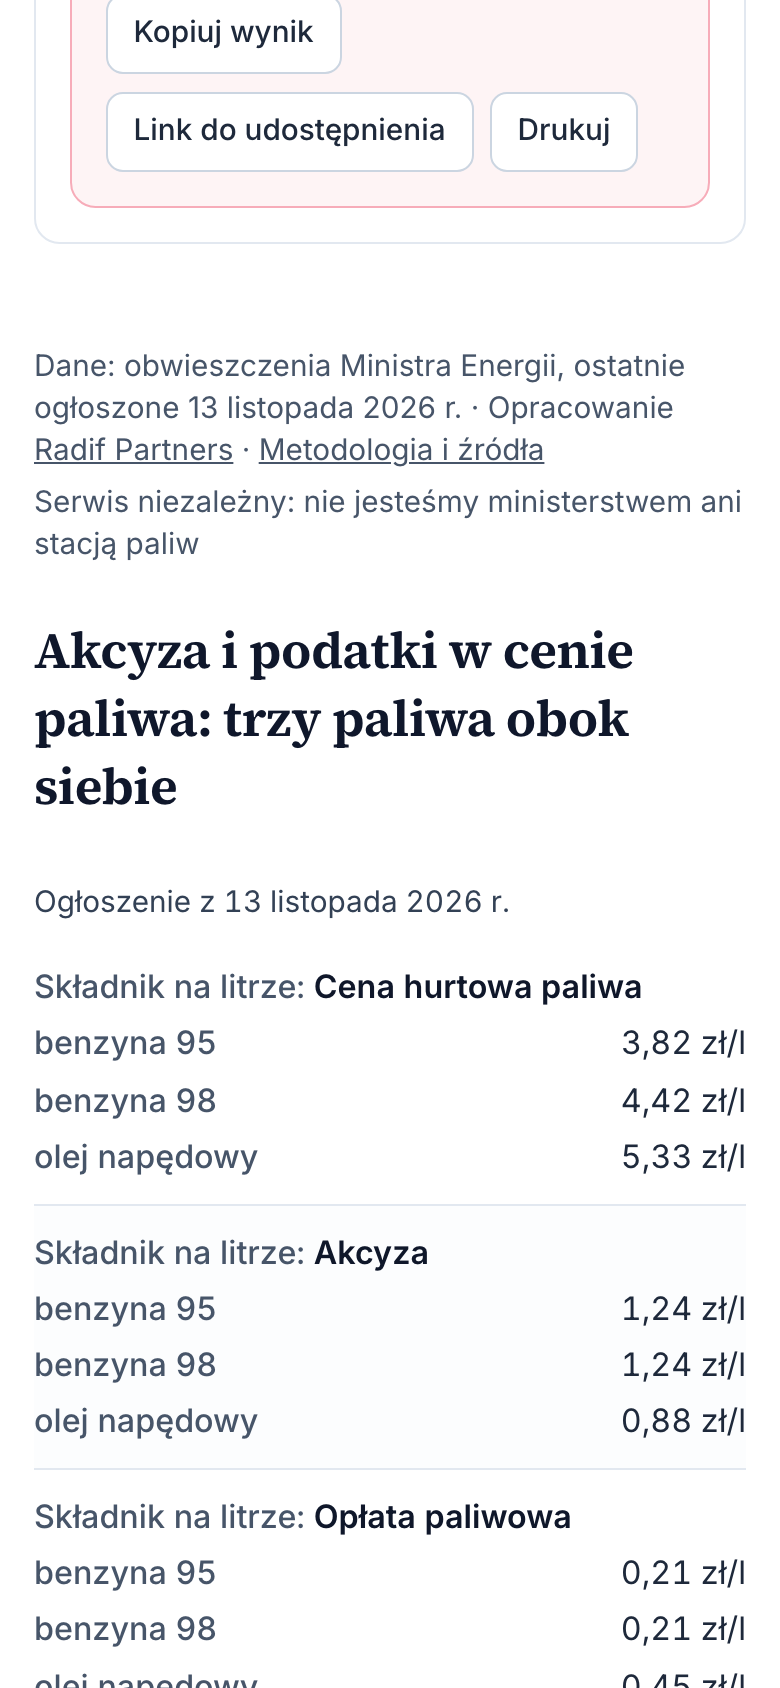 Kopiuj wynik
Link do udostępnienia
Drukuj
Dane: obwieszczenia Ministra Energii, ostatnie
ogłoszone 13 listopada 2026 r. · Opracowanie
Radif Partners · Metodologia i źródła
Serwis niezależny: nie jesteśmy ministerstwem ani
stacją paliw
Akcyza i podatki w cenie
paliwa: trzy paliwa obok
siebie
Ogłoszenie z 13 listopada 2026 r.
Składnik na litrze: Cena hurtowa paliwa
benzyna 95 3,82 zł/l
benzyna 98 4,42 zł/l
olej napędowy 5,33 zł/l
Składnik na litrze: Akcyza
benzyna 95 1,24 zł/l
benzyna 98 1,24 zł/l
olej napędowy 0,88 zł/l
Składnik na litrze: Opłata paliwowa
benzyna 95 0,21 zł/l
benzyna 98 0,21 zł/l
olej napędowy 0,45 zł/l